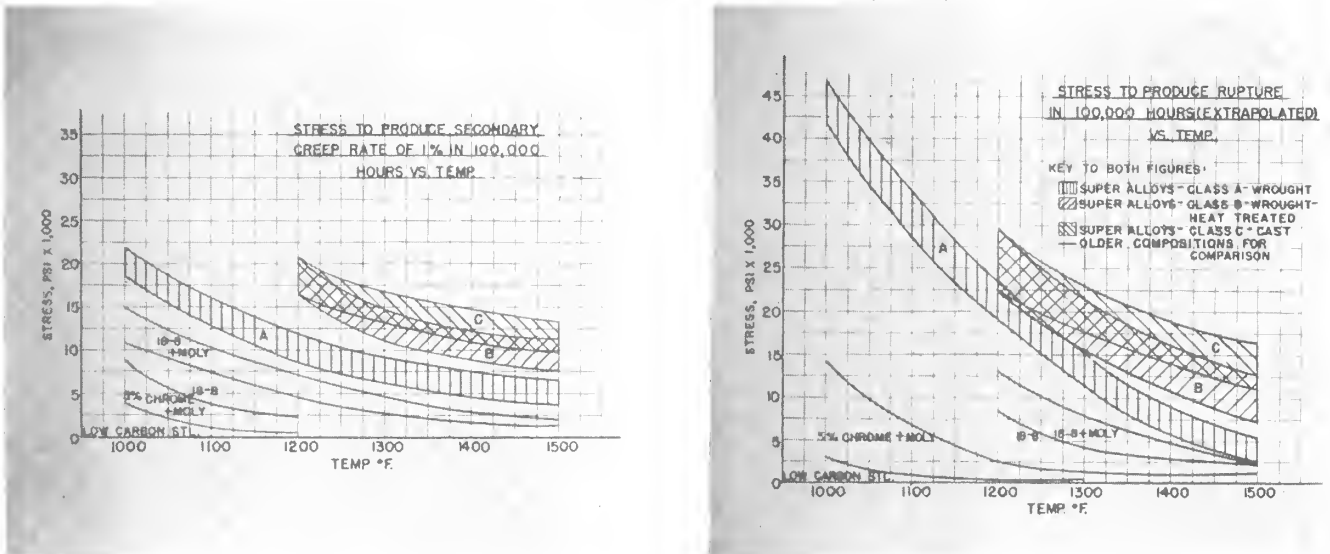 STRESS TO PRODUCE SECONDARY
CREEP RATE OF 1% IN 100,000
HOURS VS. TEMP.
STRESS, PSI X 1,000
35
30
25
20
15
10
5
0
A
C
B
18-8
+MOLY
18-8
5% CHROME
+MOLY
LOW CARBON STL.
1000
1100
1200
1300
1400
1500
TEMP °F.
STRESS TO PRODUCE RUPTURE
IN 100,000 HOURS(EXTRAPOLATED)
VS. TEMP.
KEY TO BOTH FIGURES:
SUPER ALLOYS-CLASS A-WROUGHT
SUPER ALLOYS-CLASS B-WROUGHT-
HEAT TREATED
SUPER ALLOYS-CLASS C-CAST
OLDER COMPOSITIONS FOR
COMPARISON
STRESS, PSI X 1,000
45
40
35
30
25
20
15
10
5
0
A
C
B
5% CHROME +MOLY
18-8
18-8+MOLY
LOW CARBON STL.
1000
1100
1200
1300
1400
1500
TEMP. °F.